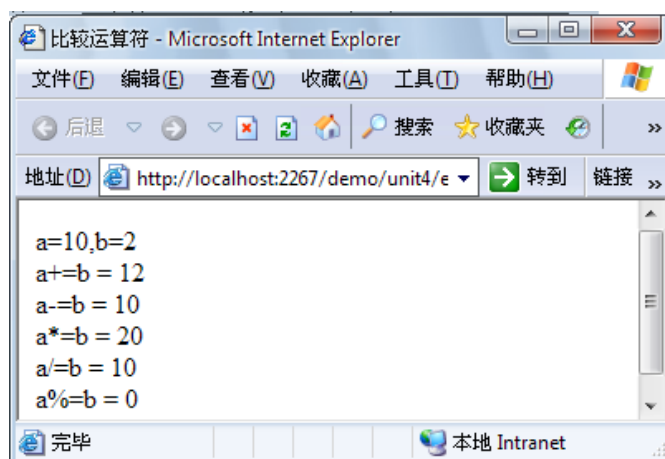 比较运算符 - Microsoft Internet Explorer
文件(F) 编辑(E) 查看(V) 收藏(A) 工具(T) 帮助(H)
后退 搜索 收藏夹 »
地址(D) http://localhost:2267/demo/unit4/e 转到 链接 »
a=10,b=2
a+=b = 12
a-=b = 10
a*=b = 20
a/=b = 10
a%=b = 0
完毕 本地 Intranet